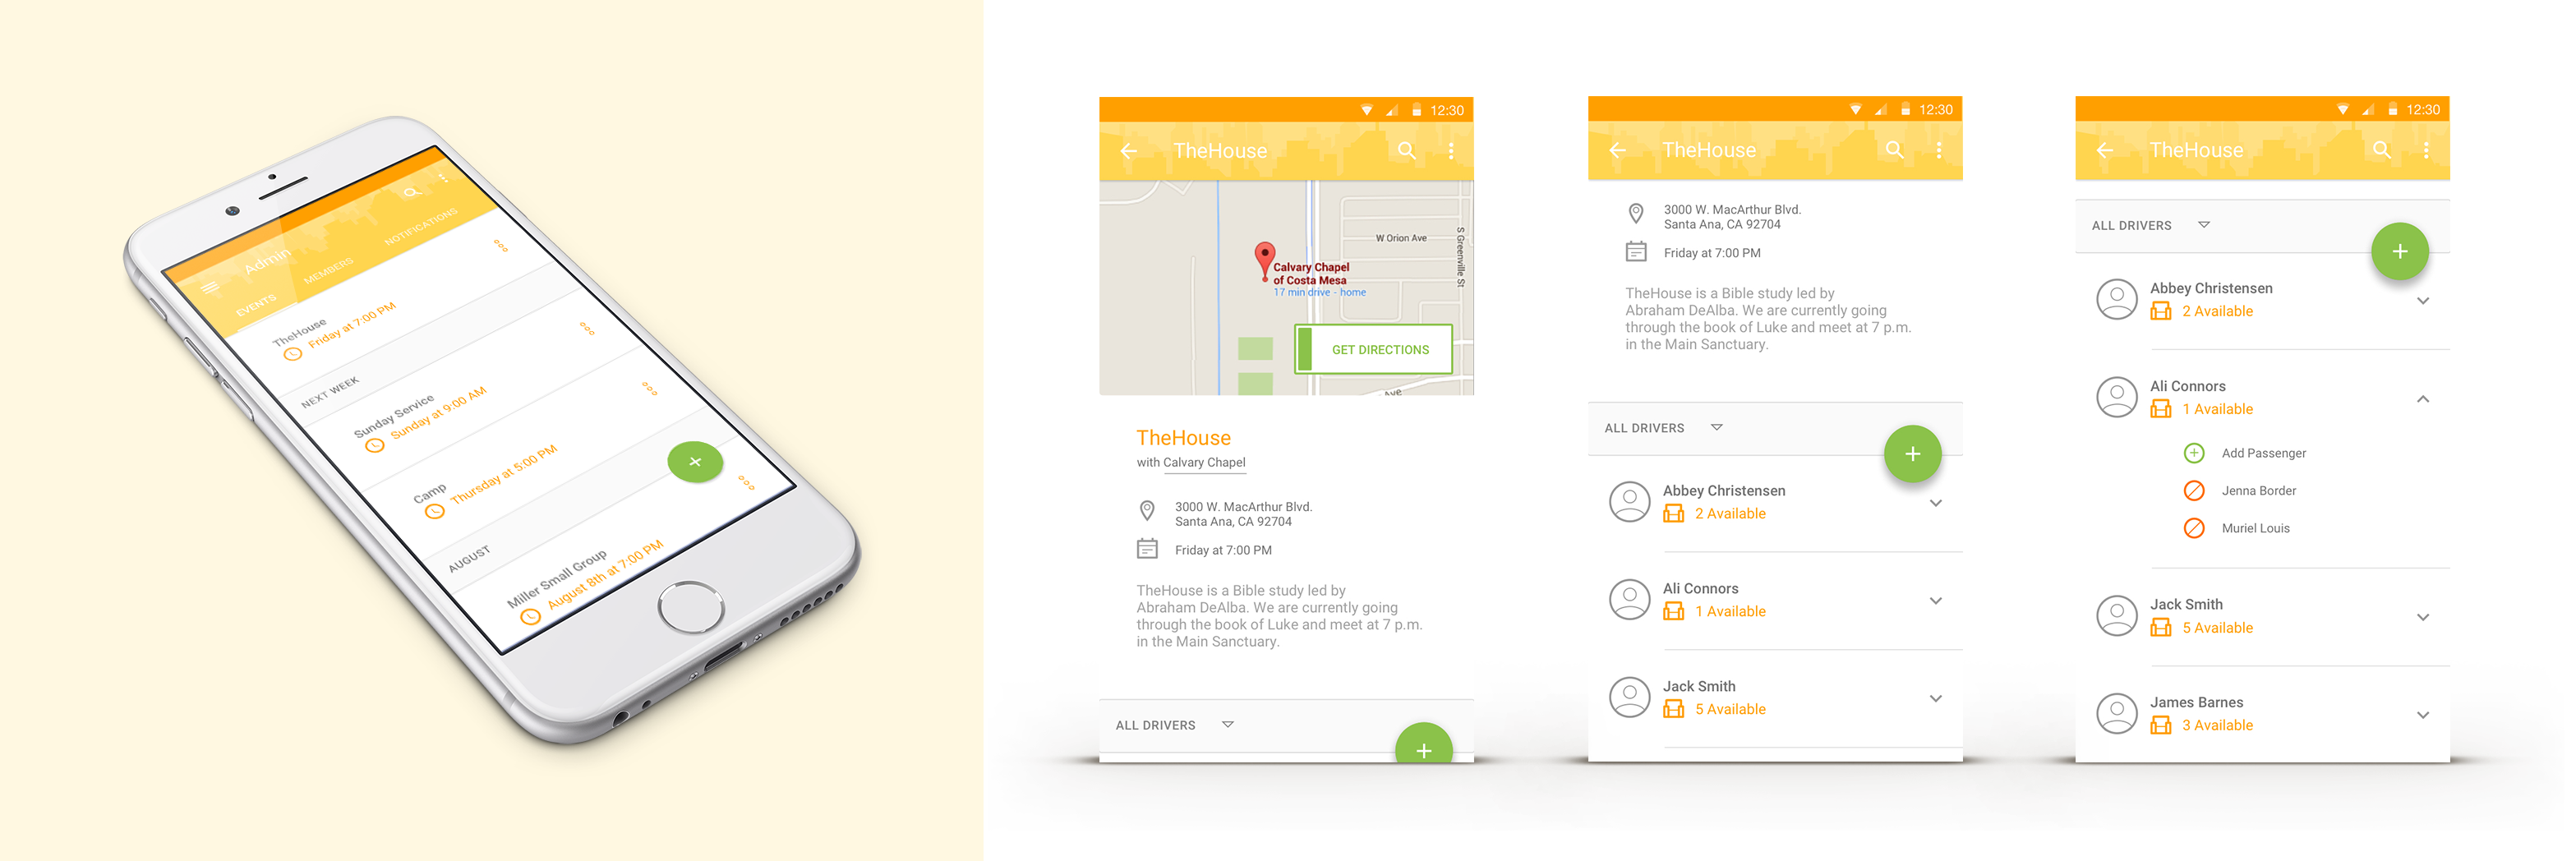 Admin
EVENTS
MEMBERS
NOTIFICATIONS
TheHouse
Friday at 7:00 PM
NEXT WEEK
Sunday Service
Sunday at 9:00 AM
Camp
Thursday at 5:00 PM
AUGUST
Miller Small Group
August 8th at 7:00 PM
12:30
TheHouse
W Orion Ave
S Greenville St
Calvary Chapel
of Costa Mesa
17 min drive - home
GET DIRECTIONS
Ave
TheHouse
with Calvary Chapel
3000 W. MacArthur Blvd.
Santa Ana, CA 92704
Friday at 7:00 PM
TheHouse is a Bible study led by
Abraham DeAlba. We are currently going
through the book of Luke and meet at 7 p.m.
in the Main Sanctuary.
ALL DRIVERS
12:30
TheHouse
3000 W. MacArthur Blvd.
Santa Ana, CA 92704
Friday at 7:00 PM
TheHouse is a Bible study led by
Abraham DeAlba. We are currently going
through the book of Luke and meet at 7 p.m.
in the Main Sanctuary.
ALL DRIVERS
Abbey Christensen
2 Available
Ali Connors
1 Available
Jack Smith
5 Available
12:30
TheHouse
ALL DRIVERS
Abbey Christensen
2 Available
Ali Connors
1 Available
Add Passenger
Jenna Border
Muriel Louis
Jack Smith
5 Available
James Barnes
3 Available